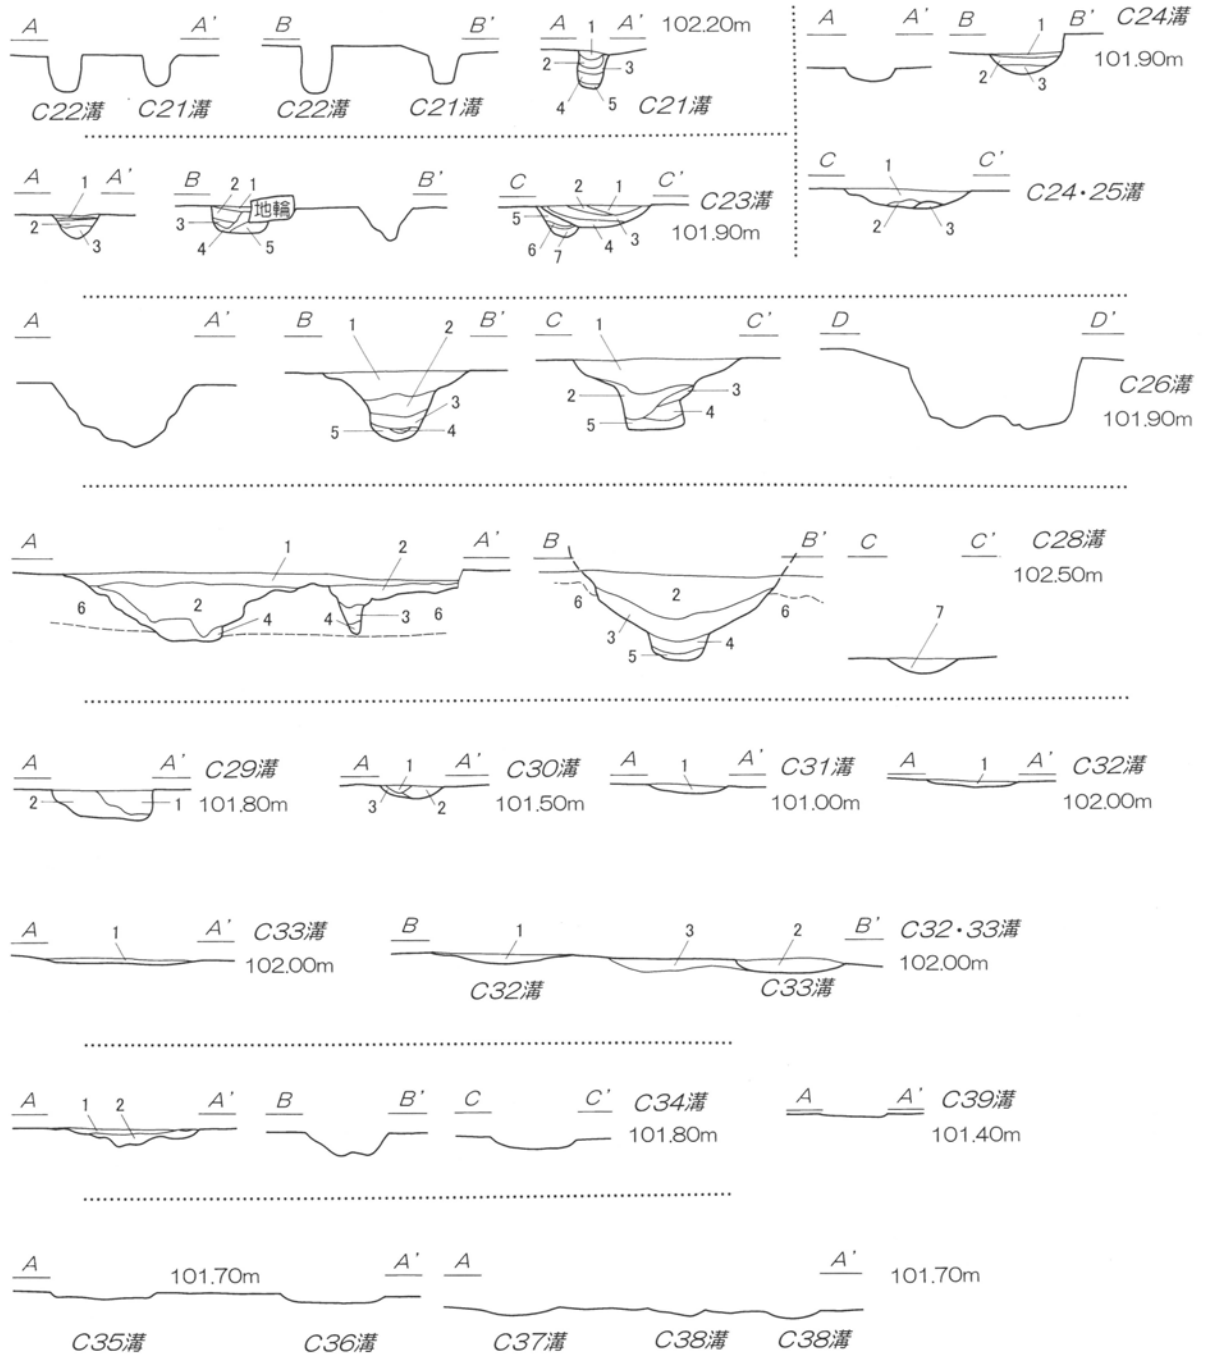 A A' B B' A 1 A' 102.20m
2 3 4 5
C22溝 C21溝 C22溝 C21溝 C21溝
A A' B 1 B' C24溝
101.90m
2 3
C 1 C' C24・25溝
2 3
A 1 A' B 2 1 B' C 2 1 C' C23溝
地輪
101.90m
2 3 3 4 5 5 6 7 4 3
A A' B 1 2 B' C 1 C' D D'
C26溝
101.90m
3 5 4 2 3 4 5
A 1 2 A' B B' C C' C28溝
102.50m
6 2 4 4 3 6 6 2 6 3 4 5 7
A A' C29溝 A 1 A' C30溝 A 1 A' C31溝 A 1 A' C32溝
2 1 101.80m 3 2 101.50m 101.00m 102.00m
A 1 A' C33溝 B 1 3 2 B' C32・33溝
102.00m 102.00m
C32溝 C33溝
A 1 2 A' B B' C C' C34溝 A A' C39溝
101.80m 101.40m
A 101.70m A' A A' 101.70m
C35溝 C36溝 C37溝 C38溝 C38溝